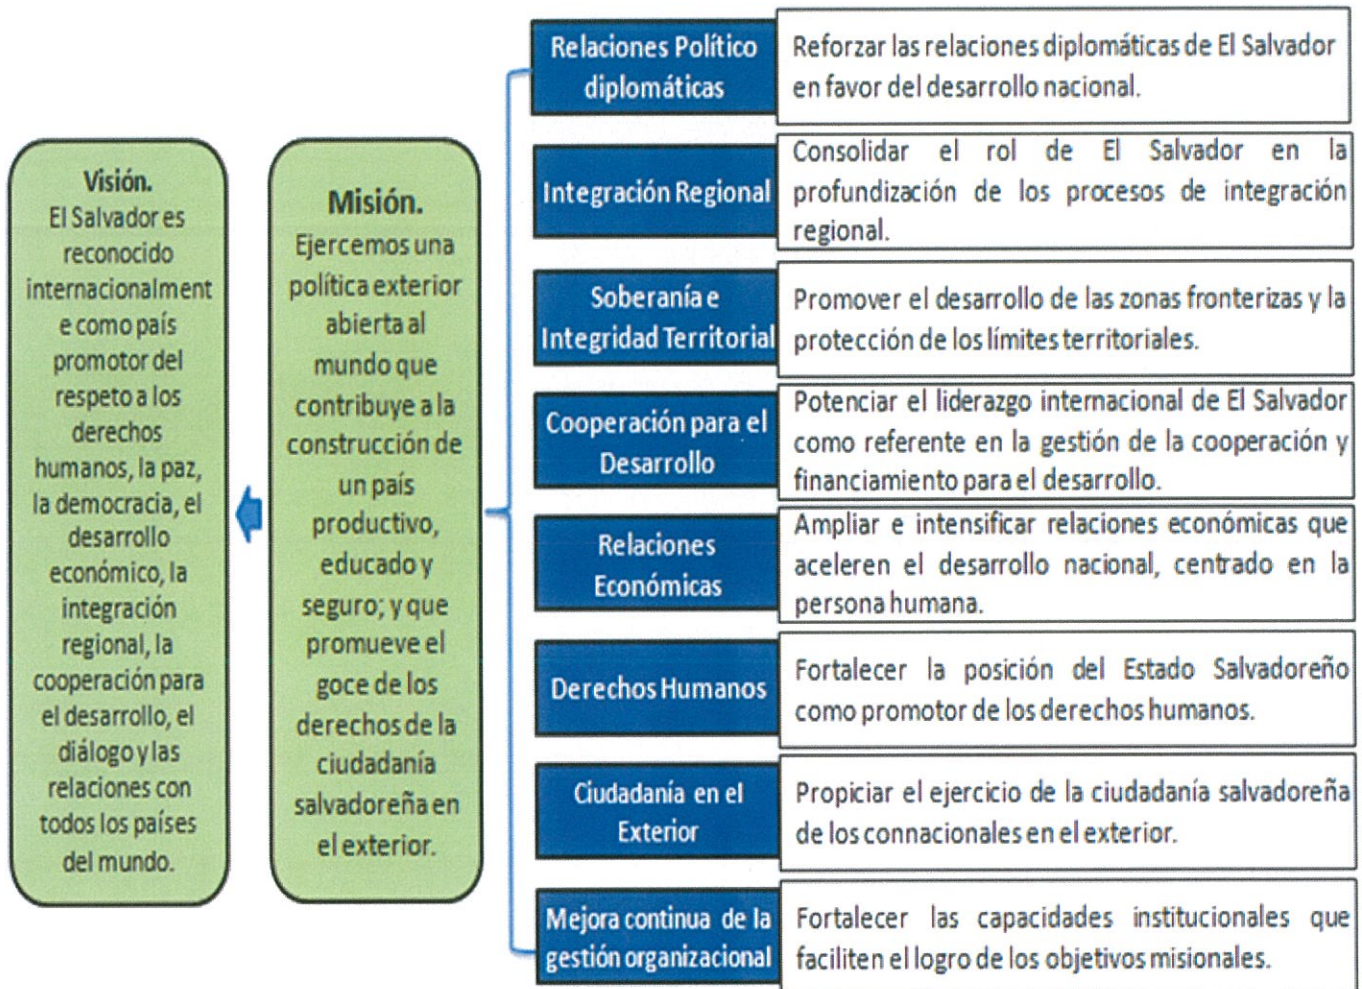 Visión.
El Salvador es
reconocido
internacionalment
e como país
promotor del
respeto a los
derechos
humanos, la paz,
la democracia, el
desarrollo
económico, la
integración
regional, la
cooperación para
el desarrollo, el
diálogo y las
relaciones con
todos los países
del mundo.
Misión.
Ejercemos una
política exterior
abierta al
mundo que
contribuye a la
construcción de
un país
productivo,
educado y
seguro; y que
promueve el
goce de los
derechos de la
ciudadanía
salvadoreña en
el exterior.
Relaciones Político
diplomáticas
Reforzar las relaciones diplomáticas de El Salvador
en favor del desarrollo nacional.
Integración Regional
Consolidar el rol de El Salvador en la
profundización de los procesos de integración
regional.
Soberanía e
Integridad Territorial
Promover el desarrollo de las zonas fronterizas y la
protección de los límites territoriales.
Cooperación para el
Desarrollo
Potenciar el liderazgo internacional de El Salvador
como referente en la gestión de la cooperación y
financiamiento para el desarrollo.
Relaciones
Económicas
Ampliar e intensificar relaciones económicas que
aceleren el desarrollo nacional, centrado en la
persona humana.
Derechos Humanos
Fortalecer la posición del Estado Salvadoreño
como promotor de los derechos humanos.
Ciudadanía en el
Exterior
Propiciar el ejercicio de la ciudadanía salvadoreña
de los connacionales en el exterior.
Mejora continua de la
gestión organizacional
Fortalecer las capacidades institucionales que
faciliten el logro de los objetivos misionales.